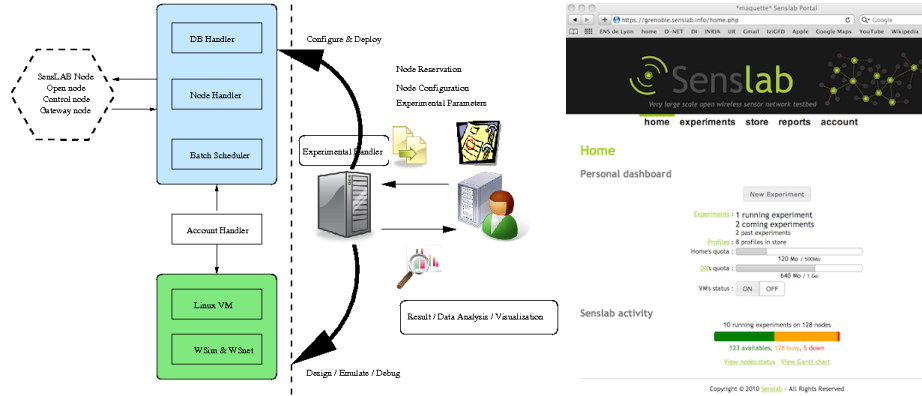 DB Handler
Configure & Deploy
SensLAB Node
Open node
Control node
Gateway node
Node Handler
Node Reservation
Node Configuration
Experimental Parameters
Batch Scheduler
Experimental Handler
Account Handler
Linux VM
WSim & WSnet
Result / Data Analysis / Visualization
Design / Emulate / Debug
*maquette* Senslab Portal
https://grenoble.senslab.info/home.php
Google
ENS de Lyon home D-NET DI INRIA UR Gmail IziGFD Apple Google Maps YouTube Wikipedia
Senslab
Very large scale open wireless sensor network testbed
home experiments store reports account
Home
Personal dashboard
New Experiment
Experiments : 1 running experiment
2 coming experiments
2 past experiments
Profiles : 8 profiles in store
Home's quota :
120 Mo / 500Mo
DB's quota :
640 Mo / 1 Go
VM's status : ON OFF
Senslab activity
10 running experiments on 128 nodes
123 availables, 128 busy, 5 down
View nodes status View Gantt chart
Copyright © 2010 Senslab - All Rights Reserved